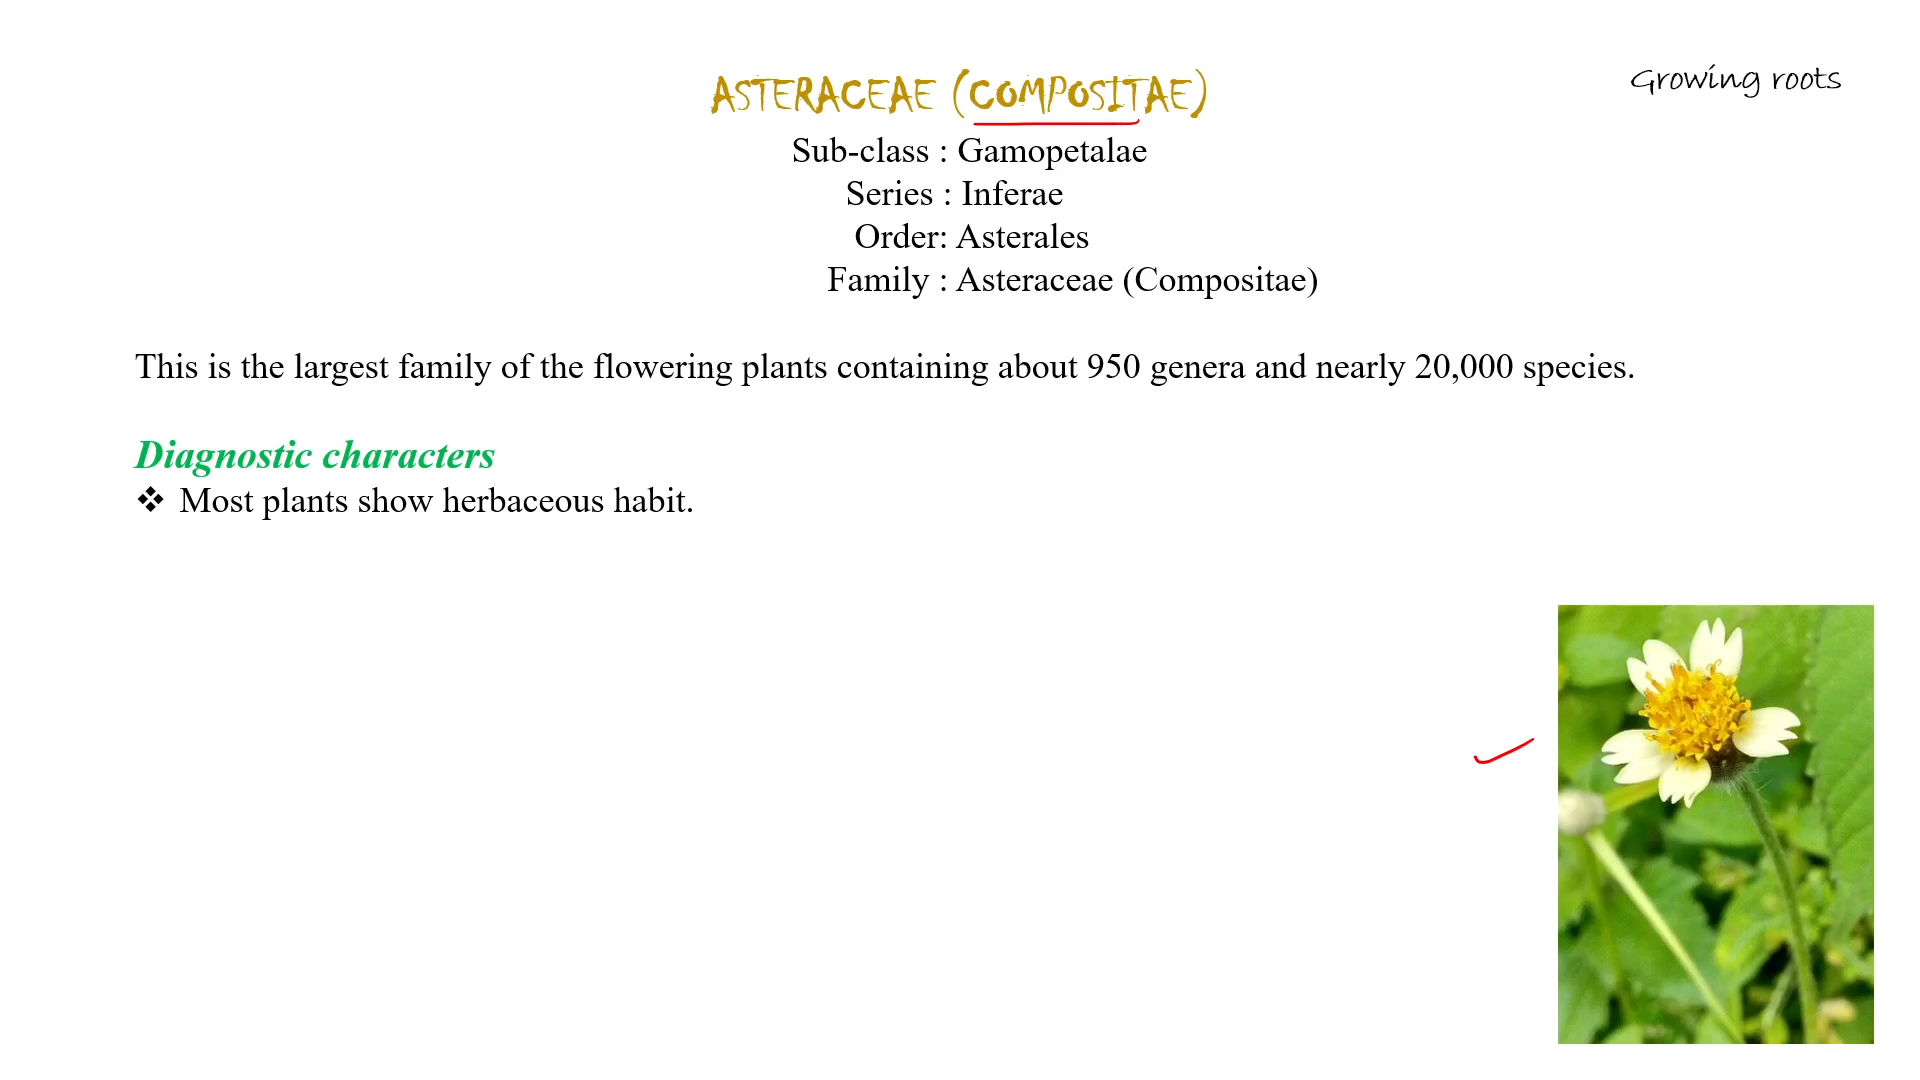 ASTERACEAE (COMPOSITAE)
Growing roots
Sub-class : Gamopetalae
Series : Inferae
Order: Asterales
Family : Asteraceae (Compositae)
This is the largest family of the flowering plants containing about 950 genera and nearly 20,000 species.
Diagnostic characters
❖ Most plants show herbaceous habit.